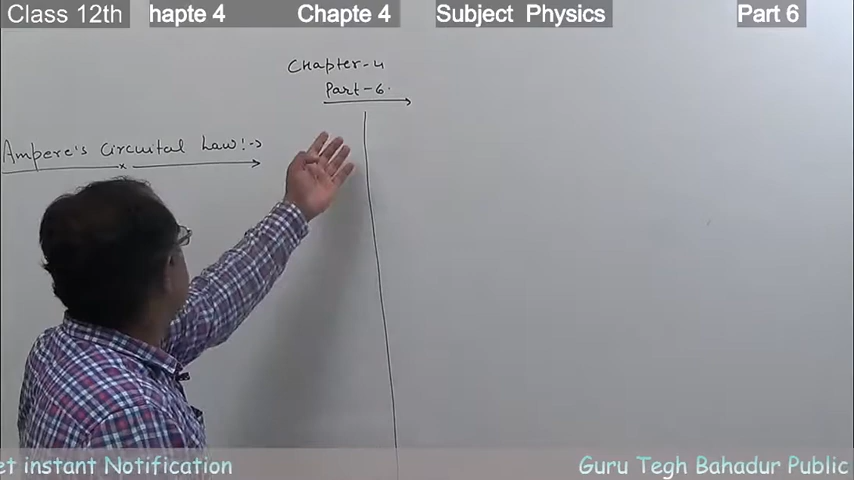 Class 12th hapte 4 Chapte 4 Subject Physics Part 6
Chapter-4
Part-6.
Ampere's Circuital Law:->
et instant Notification Guru Tegh Bahadur Public